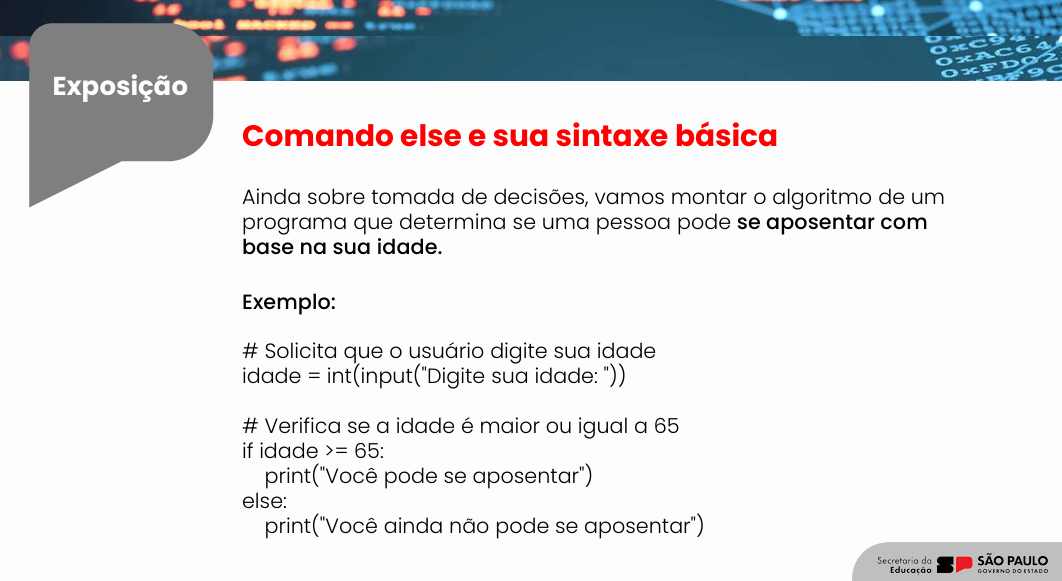 Exposição
Comando else e sua sintaxe básica
Ainda sobre tomada de decisões, vamos montar o algoritmo de um
programa que determina se uma pessoa pode se aposentar com
base na sua idade.
Exemplo:
# Solicita que o usuário digite sua idade
idade = int(input("Digite sua idade: "))
# Verifica se a idade é maior ou igual a 65
if idade >= 65:
    print("Você pode se aposentar")
else:
    print("Você ainda não pode se aposentar")
Secretaria da
Educação
SÃO PAULO
GOVERNO DO ESTADO